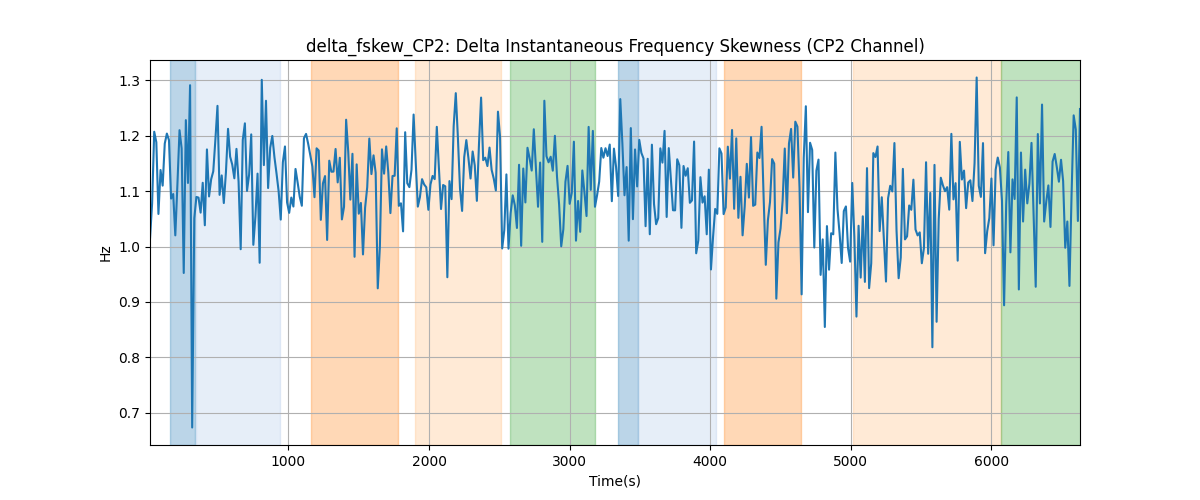 delta_fskew_CP2: Delta Instantaneous Frequency Skewness (CP2 Channel)
Hz
1.3
1.2
1.1
1.0
0.9
0.8
0.7
1000 2000 3000 4000 5000 6000
Time(s)